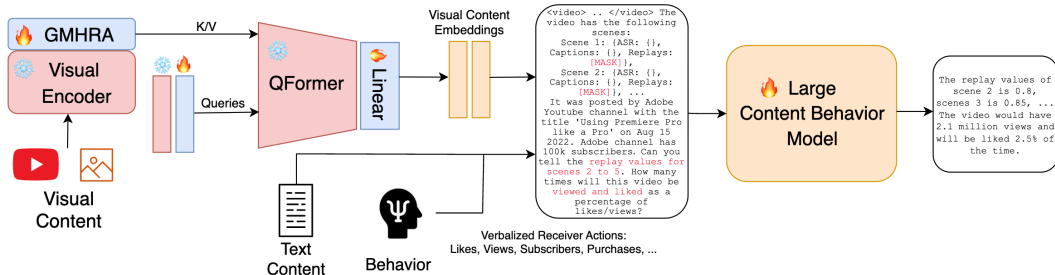 GMHRA
Visual
Encoder
Visual
Content
K/V
Queries
QFormer
Linear
Visual Content
Embeddings
Text
Content
Behavior
Verbalized Receiver Actions:
Likes, Views, Subscribers, Purchases, ...
<video> .. </video> The
video has the following
scenes:
Scene 1: {ASR: {},
Captions: {}, Replays:
[MASK]},
Scene 2: {ASR: {},
Captions: {}, Replays:
[MASK]}, ...
It was posted by Adobe
Youtube channel with the
title 'Using Premiere Pro
like a Pro' on Aug 15
2022. Adobe channel has
100k subscribers. Can you
tell the replay values for
scenes 2 to 5. How many
times will this video be
viewed and liked as a
percentage of
likes/views?
Large
Content Behavior
Model
The replay values of
scene 2 is 0.8,
scenes 3 is 0.85, ...
The video would have
2.1 million views and
will be liked 2.5% of
the time.